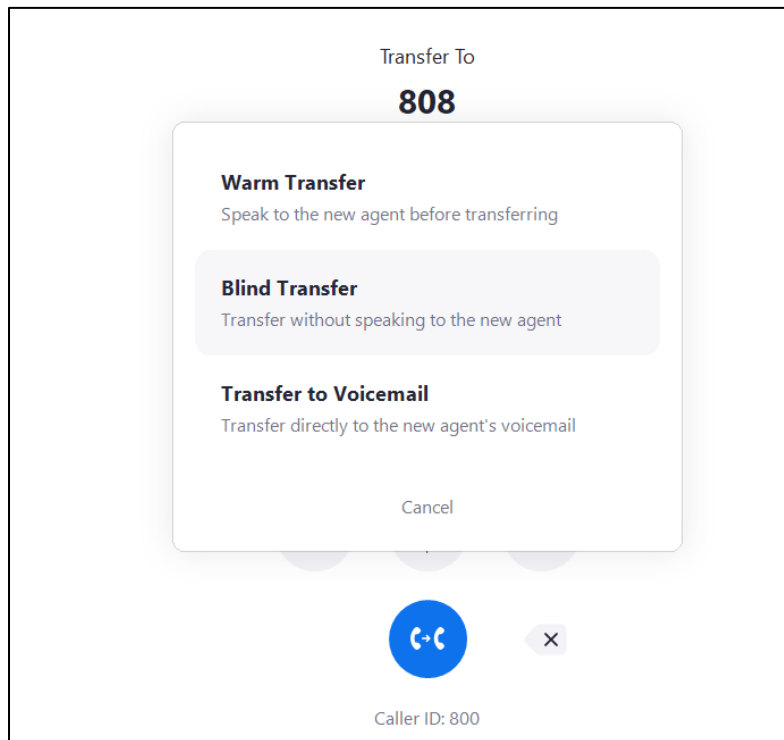 Transfer To
808
Warm Transfer
Speak to the new agent before transferring
Blind Transfer
Transfer without speaking to the new agent
Transfer to Voicemail
Transfer directly to the new agent's voicemail
Cancel
Caller ID: 800